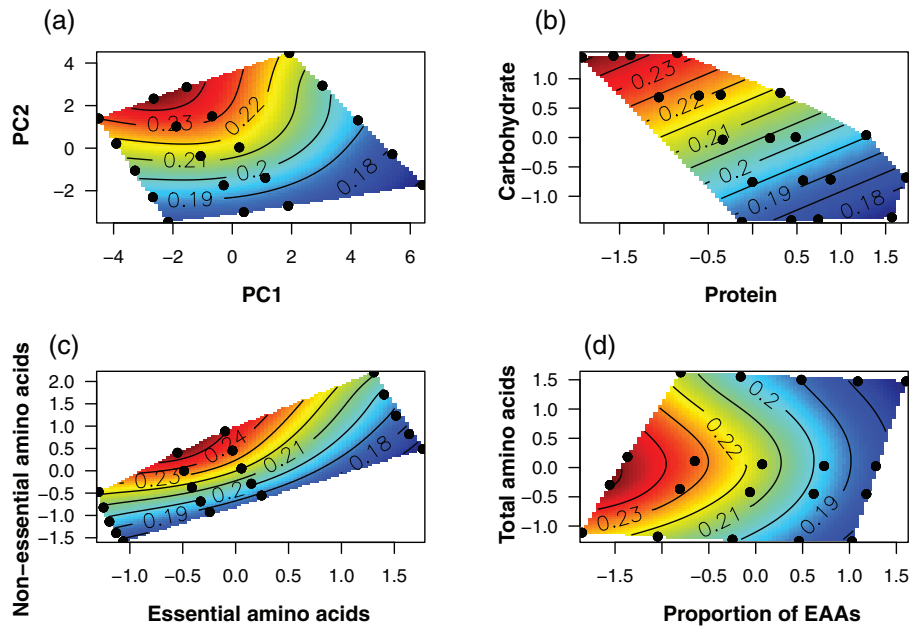 (a)
PC2
4
2
0
−2
0.23
0.22
0.21
0.2
0.19
0.18
−4 −2 0 2 4 6
PC1
(b)
Carbohydrate
1.0
0.5
0.0
−0.5
−1.0
0.23
0.22
0.21
0.2
0.19
0.18
−1.5 −0.5 0.5 1.0 1.5
Protein
(c)
Non−essential amino acids
2.0
1.5
1.0
0.5
0.0
−0.5
−1.0
−1.5
0.24
0.23
0.21
0.2
0.19
0.18
−1.0 −0.5 0.0 0.5 1.0 1.5
Essential amino acids
(d)
Total amino acids
1.5
1.0
0.5
0.0
−0.5
−1.0
0.2
0.22
0.23
0.21
0.19
−1.5 −0.5 0.0 0.5 1.0 1.5
Proportion of EAAs